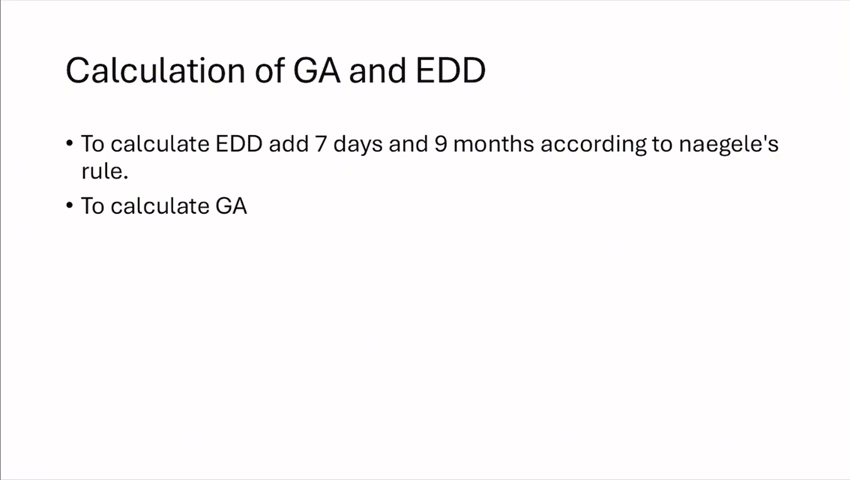 Calculation of GA and EDD
• To calculate EDD add 7 days and 9 months according to naegele's
rule.
• To calculate GA